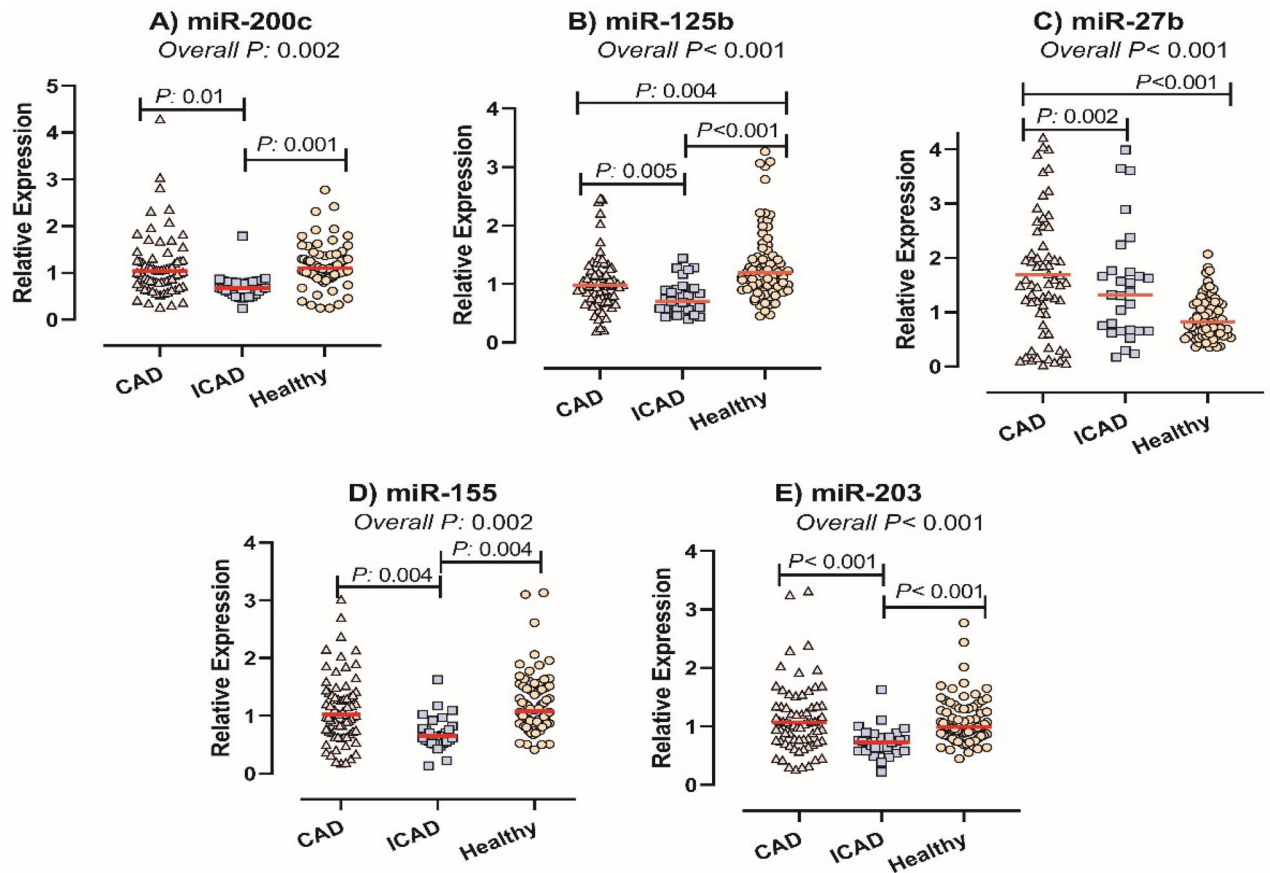 A) miR-200c
Overall P: 0.002
P: 0.01
P: 0.001
Relative Expression
5
4
3
2
1
0
CAD
ICAD
Healthy
B) miR-125b
Overall P< 0.001
P: 0.004
P<0.001
P: 0.005
Relative Expression
4
3
2
1
0
CAD
ICAD
Healthy
C) miR-27b
Overall P< 0.001
P<0.001
P: 0.002
Relative Expression
4
3
2
1
0
CAD
ICAD
Healthy
D) miR-155
Overall P: 0.002
P: 0.004
P: 0.004
Relative Expression
4
3
2
1
0
CAD
ICAD
Healthy
E) miR-203
Overall P< 0.001
P< 0.001
P< 0.001
Relative Expression
4
3
2
1
0
CAD
ICAD
Healthy